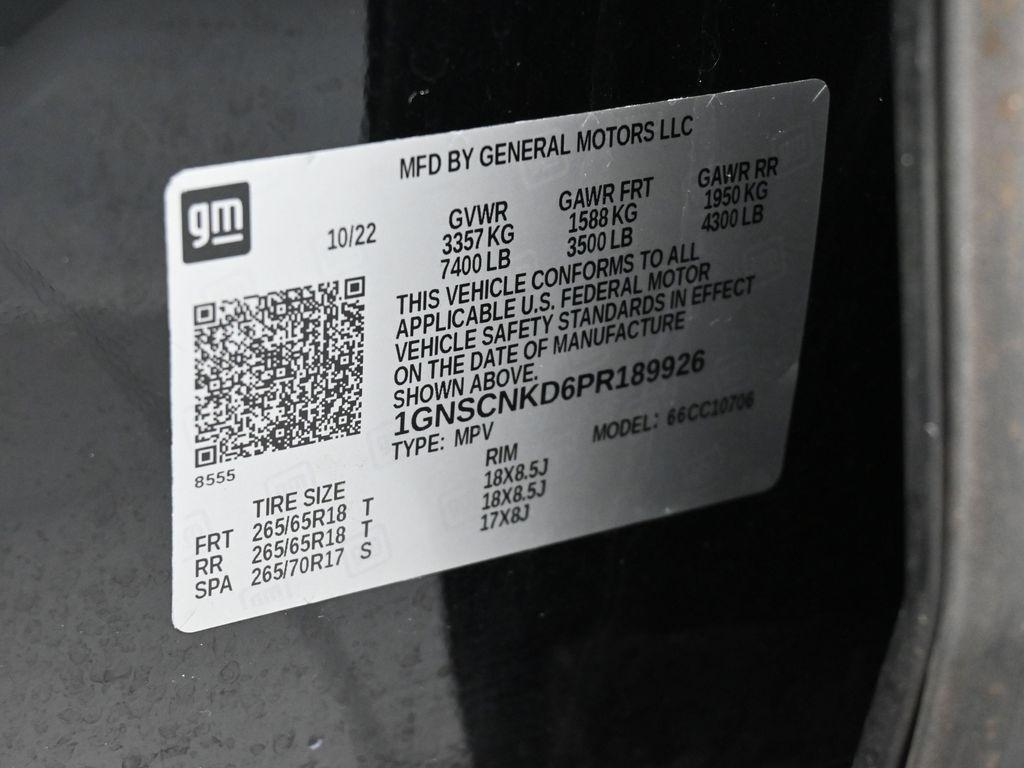 MFD BY GENERAL MOTORS LLC
gm
10/22
GVWR
3357 KG
7400 LB
GAWR FRT
1588 KG
3500 LB
GAWR RR
1950 KG
4300 LB
THIS VEHICLE CONFORMS TO ALL
APPLICABLE U.S. FEDERAL MOTOR
VEHICLE SAFETY STANDARDS IN EFFECT
ON THE DATE OF MANUFACTURE
SHOWN ABOVE.
1GNSCNKD6PR189926
TYPE: MPV
MODEL: 66CC10706
8555
TIRE SIZE
RIM
FRT 265/65R18 T 18X8.5J
RR 265/65R18 T 18X8.5J
SPA 265/70R17 S 17X8J